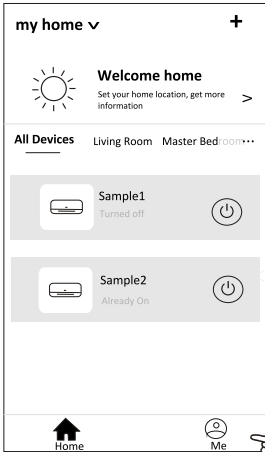 my home
Welcome home
Set your home location, get more
information
All Devices Living Room Master Bedroom
Sample1
Turned off
Sample2
Already On
Home Me